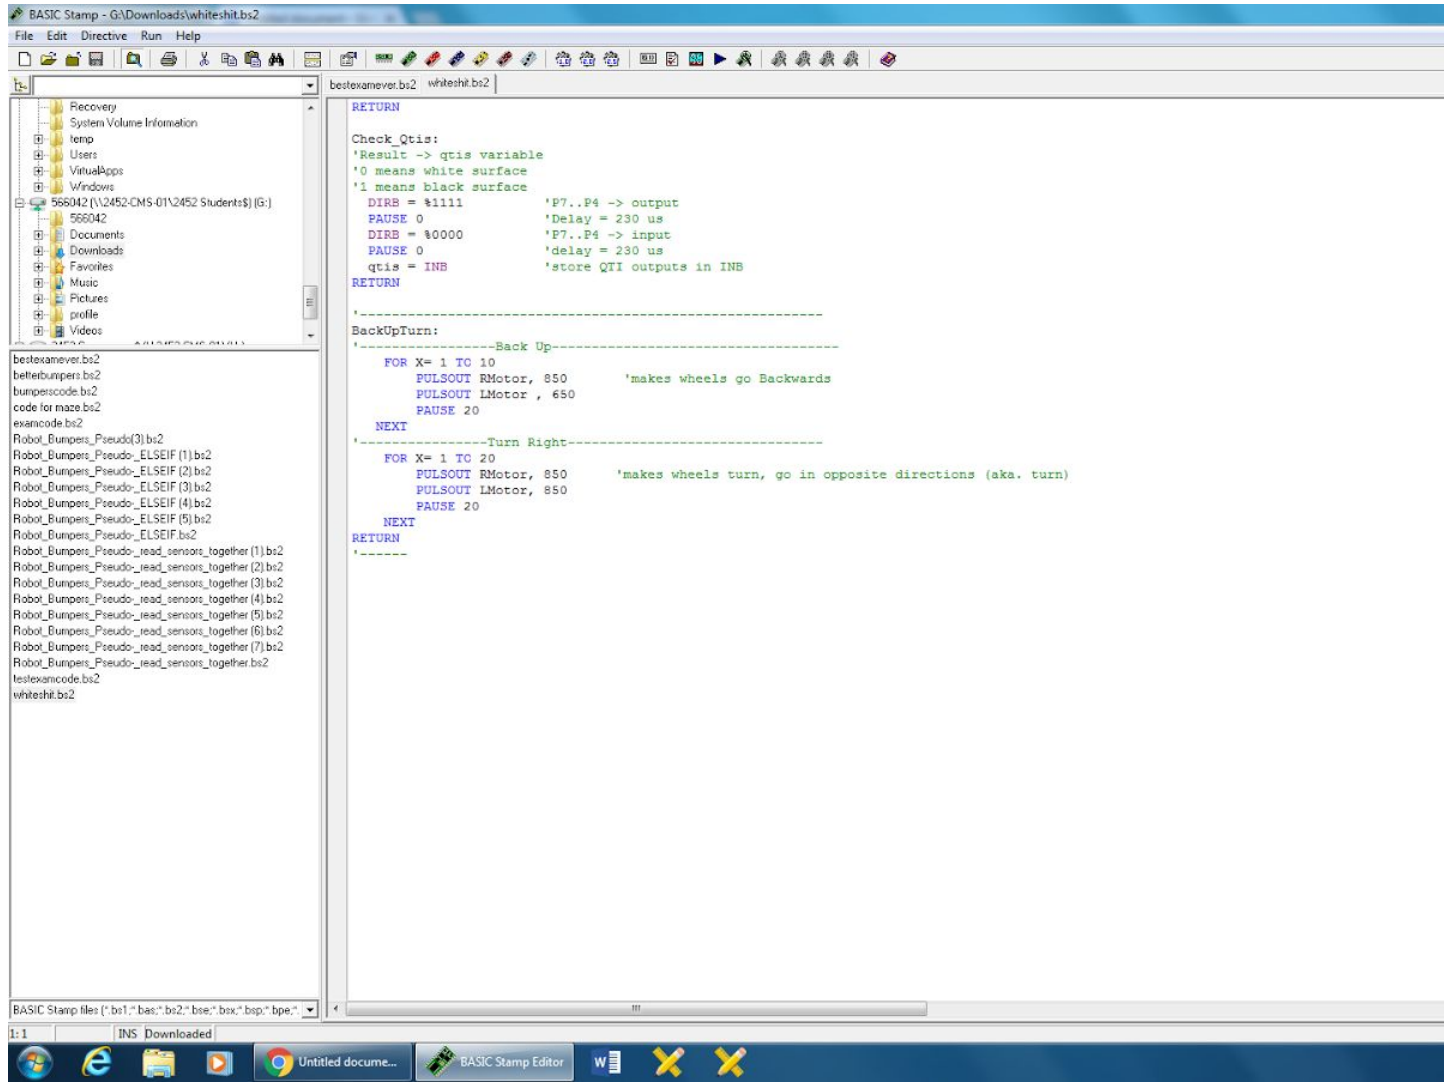 BASIC Stamp - G:\Downloads\whiteshit.bs2
File Edit Directive Run Help
bestexamever.bs2 whiteshit.bs2
Recovery
System Volume Information
temp
Users
VirtualApps
Windows
566042 (\\2452-CMS-01\2452 Students$) (G:)
566042
Documents
Downloads
Favorites
Music
Pictures
profile
Videos
bestexamever.bs2
betterbumpers.bs2
bumperscode.bs2
code for maze.bs2
examcode.bs2
Robot_Bumpers_Pseudo(3).bs2
Robot_Bumpers_Pseudo-_ELSEIF (1).bs2
Robot_Bumpers_Pseudo-_ELSEIF (2).bs2
Robot_Bumpers_Pseudo-_ELSEIF (3).bs2
Robot_Bumpers_Pseudo-_ELSEIF (4).bs2
Robot_Bumpers_Pseudo-_ELSEIF (5).bs2
Robot_Bumpers_Pseudo-_ELSEIF.bs2
Robot_Bumpers_Pseudo-_read_sensors_together (1).bs2
Robot_Bumpers_Pseudo-_read_sensors_together (2).bs2
Robot_Bumpers_Pseudo-_read_sensors_together (3).bs2
Robot_Bumpers_Pseudo-_read_sensors_together (4).bs2
Robot_Bumpers_Pseudo-_read_sensors_together (5).bs2
Robot_Bumpers_Pseudo-_read_sensors_together (6).bs2
Robot_Bumpers_Pseudo-_read_sensors_together (7).bs2
Robot_Bumpers_Pseudo-_read_sensors_together.bs2
testexamcode.bs2
whiteshit.bs2
BASIC Stamp files (*.bs1;*.bas;*.bs2;*.bse;*.bsx;*.bsp;*.bpe;*.
RETURN
Check_Qtis:
'Result -> qtis variable
'0 means white surface
'1 means black surface
DIRB = %1111 'P7..P4 -> output
PAUSE 0 'Delay = 230 us
DIRB = %0000 'P7..P4 -> input
PAUSE 0 'delay = 230 us
qtis = INB 'store QTI outputs in INB
RETURN
'----------------------------------------------------------
BackUpTurn:
'-----------------Back Up------------------------------------
FOR X= 1 TO 10
PULSOUT RMotor, 850 'makes wheels go Backwards
PULSOUT LMotor , 650
PAUSE 20
NEXT
'----------------Turn Right--------------------------------
FOR X= 1 TO 20
PULSOUT RMotor, 850 'makes wheels turn, go in opposite directions (aka. turn)
PULSOUT LMotor, 850
PAUSE 20
NEXT
RETURN
'------
1: 1 INS Downloaded
Untitled docume... BASIC Stamp Editor